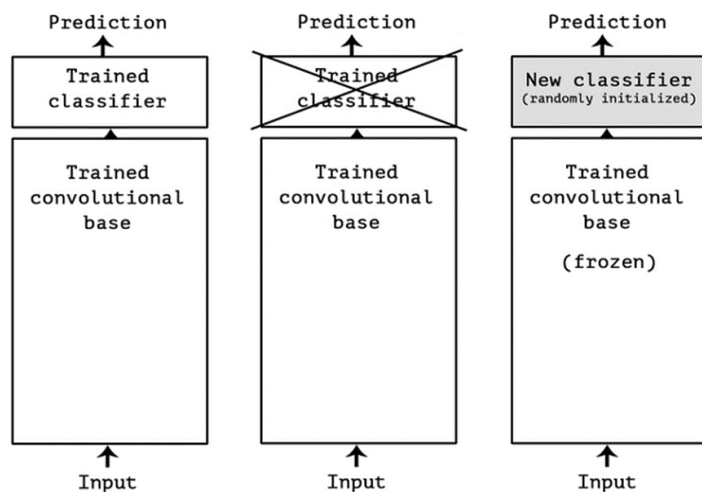 Prediction
Trained
classifier
Trained
convolutional
base
Input
Prediction
Trained
classifier
Trained
convolutional
base
Input
Prediction
New classifier
(randomly initialized)
Trained
convolutional
base
(frozen)
Input